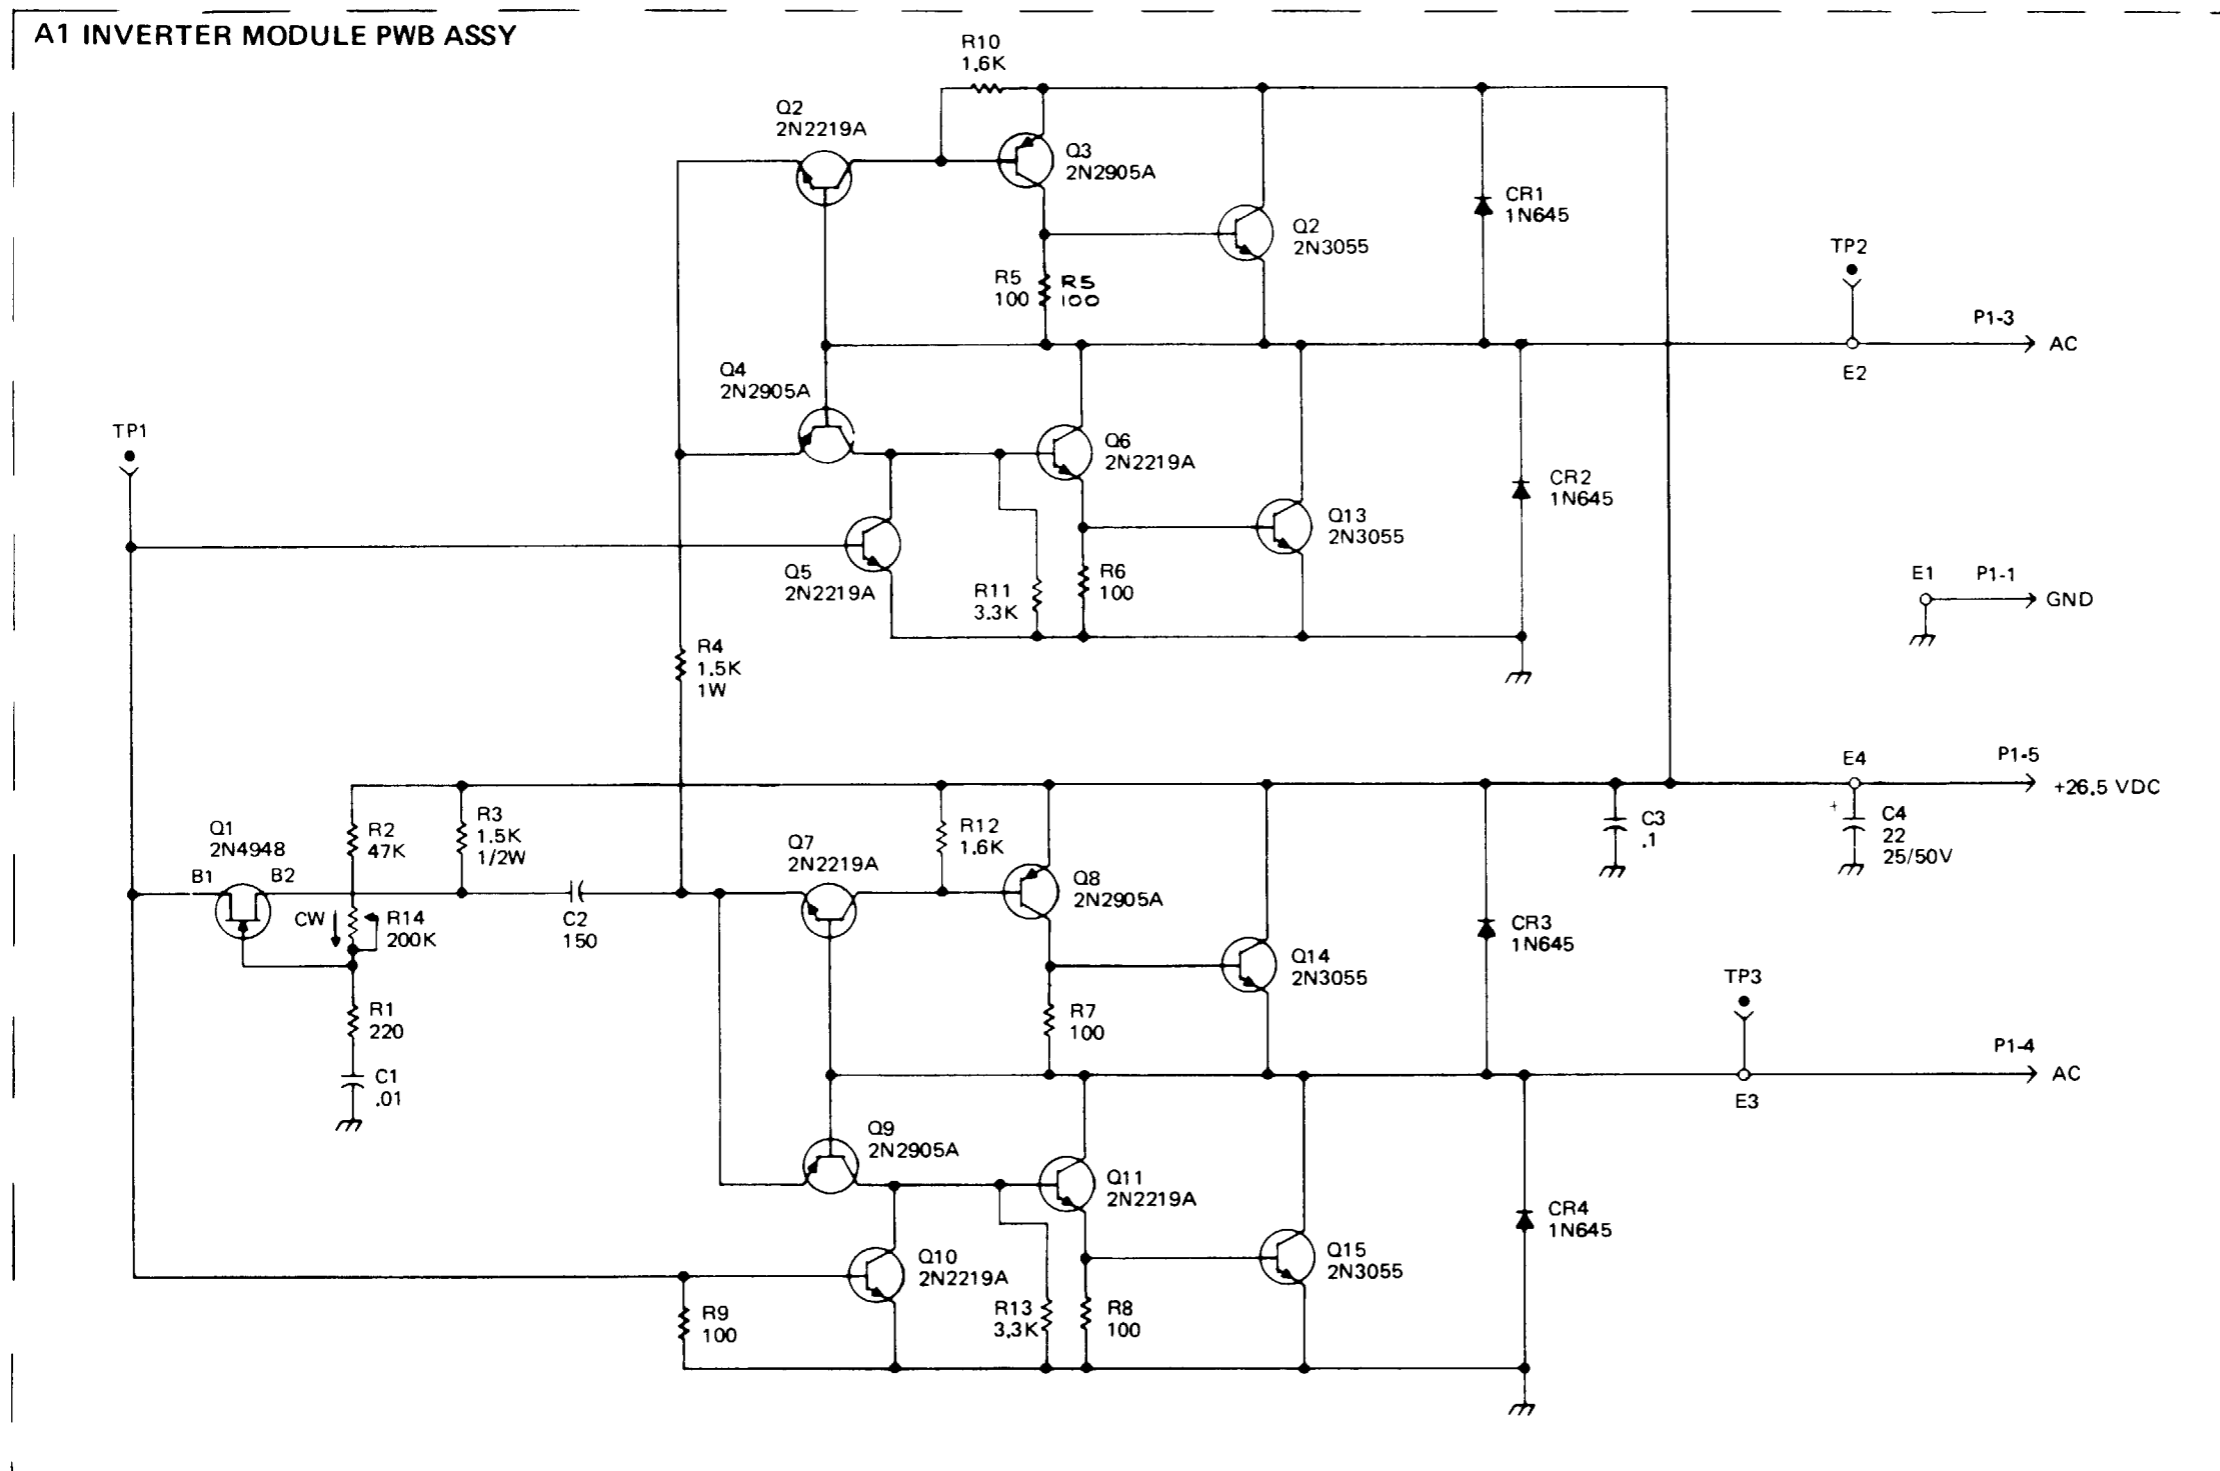 A1 INVERTER MODULE PWB ASSY
R10
1.6K
Q2
2N2219A
Q3
2N2905A
CR1
1N645
Q2
2N3055
TP2
R5
100
R5
100
P1-3
AC
E2
Q4
2N2905A
TP1
Q6
2N2219A
CR2
1N645
Q13
2N3055
Q5
2N2219A
R11
3.3K
R6
100
E1
P1-1
GND
R4
1.5K
1W
E4
P1-5
+26.5 VDC
Q1
2N4948
B1
B2
R2
47K
R3
1.5K
1/2W
R12
1.6K
Q7
2N2219A
C3
.1
+
C4
22
25/50V
Q8
2N2905A
CW
R14
200K
C2
150
CR3
1N645
Q14
2N3055
TP3
R1
220
R7
100
P1-4
AC
C1
.01
E3
Q9
2N2905A
Q11
2N2219A
CR4
1N645
Q10
2N2219A
Q15
2N3055
R9
100
R13
3.3K
R8
100